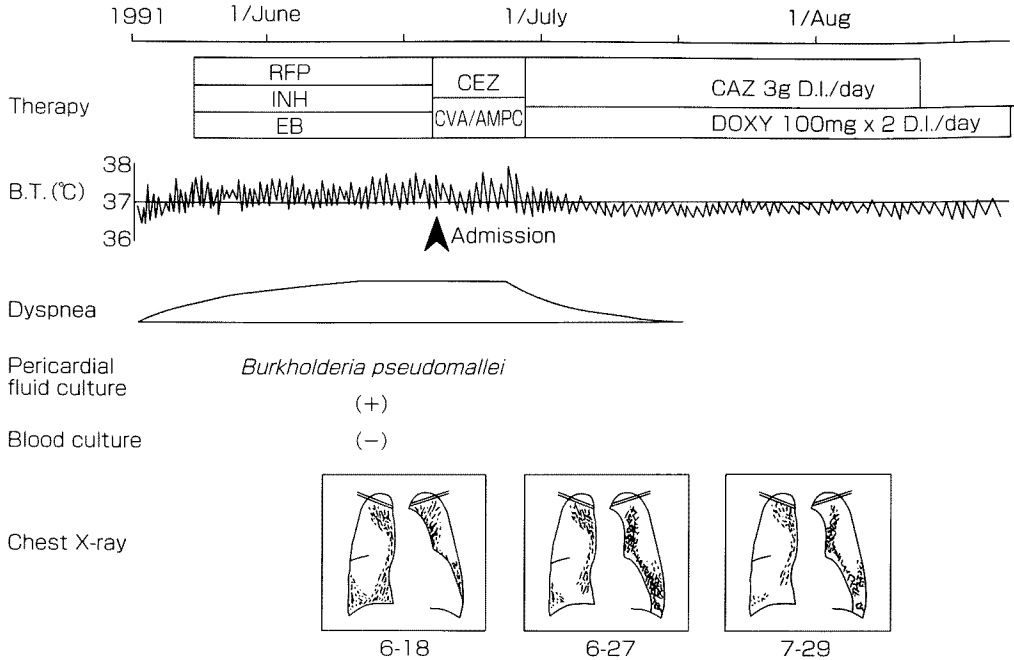 1991 1/June 1/July 1/Aug
Therapy
RFP
INH
EB
CEZ
CVA/AMPC
CAZ 3g D.I./day
DOXY 100mg x 2 D.I./day
B.T. (℃)
38
37
36
Admission
Dyspnea
Pericardial
fluid culture
Burkholderia pseudomallei
(+)
Blood culture
(−)
Chest X-ray
6-18 6-27 7-29